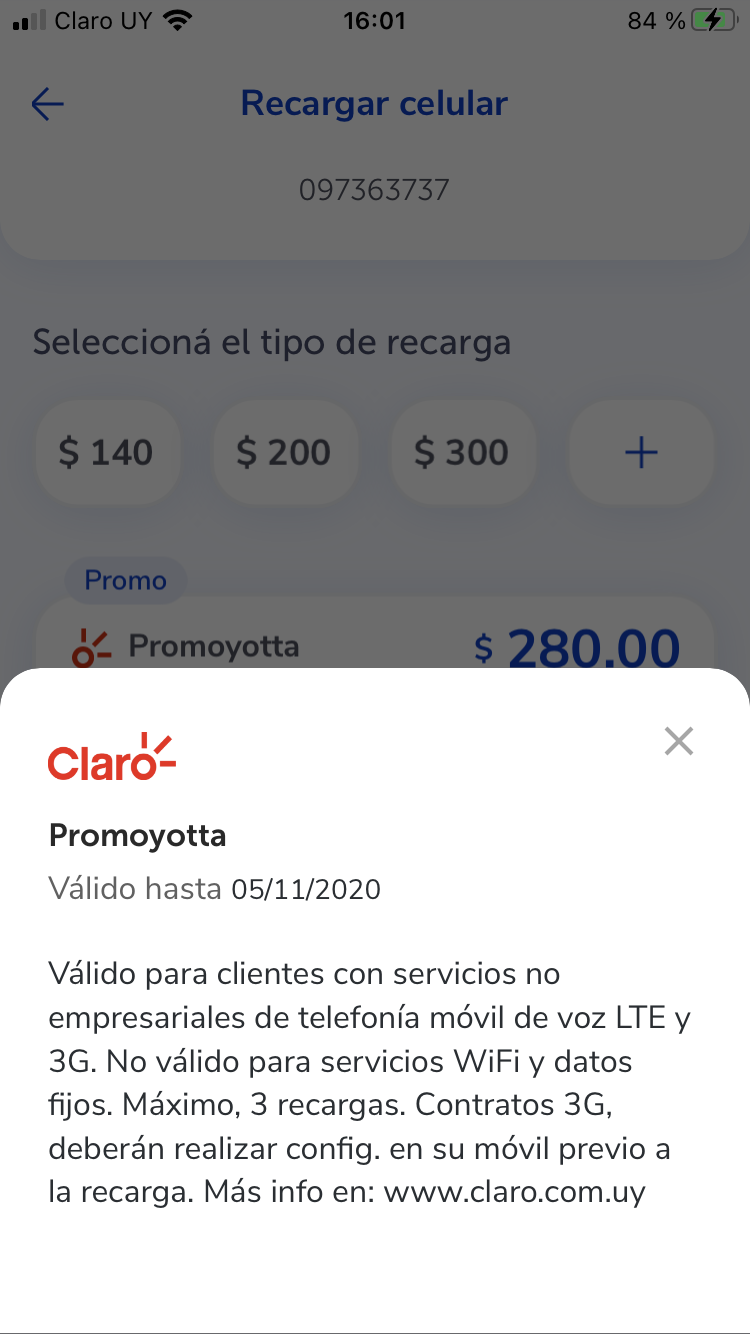 Claro UY
16:01
84 %
Recargar celular
097363737
Seleccioná el tipo de recarga
$ 140
$ 200
$ 300
+
Promo
Promoyotta
$ 280.00
Claro
Promoyotta
Válido hasta 05/11/2020
Válido para clientes con servicios no
empresariales de telefonía móvil de voz LTE y
3G. No válido para servicios WiFi y datos
fijos. Máximo, 3 recargas. Contratos 3G,
deberán realizar config. en su móvil previo a
la recarga. Más info en: www.claro.com.uy